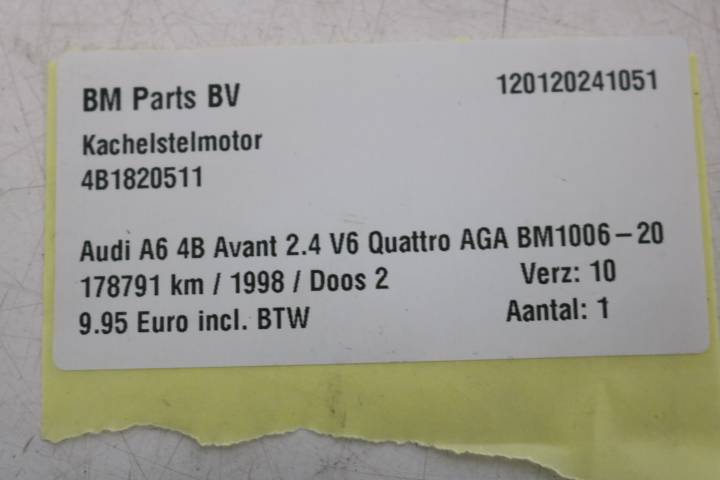 BM Parts BV 120120241051
Kachelstelmotor
4B1820511
Audi A6 4B Avant 2.4 V6 Quattro AGA BM1006-20
178791 km / 1998 / Doos 2 Verz: 10
9.95 Euro incl. BTW Aantal: 1